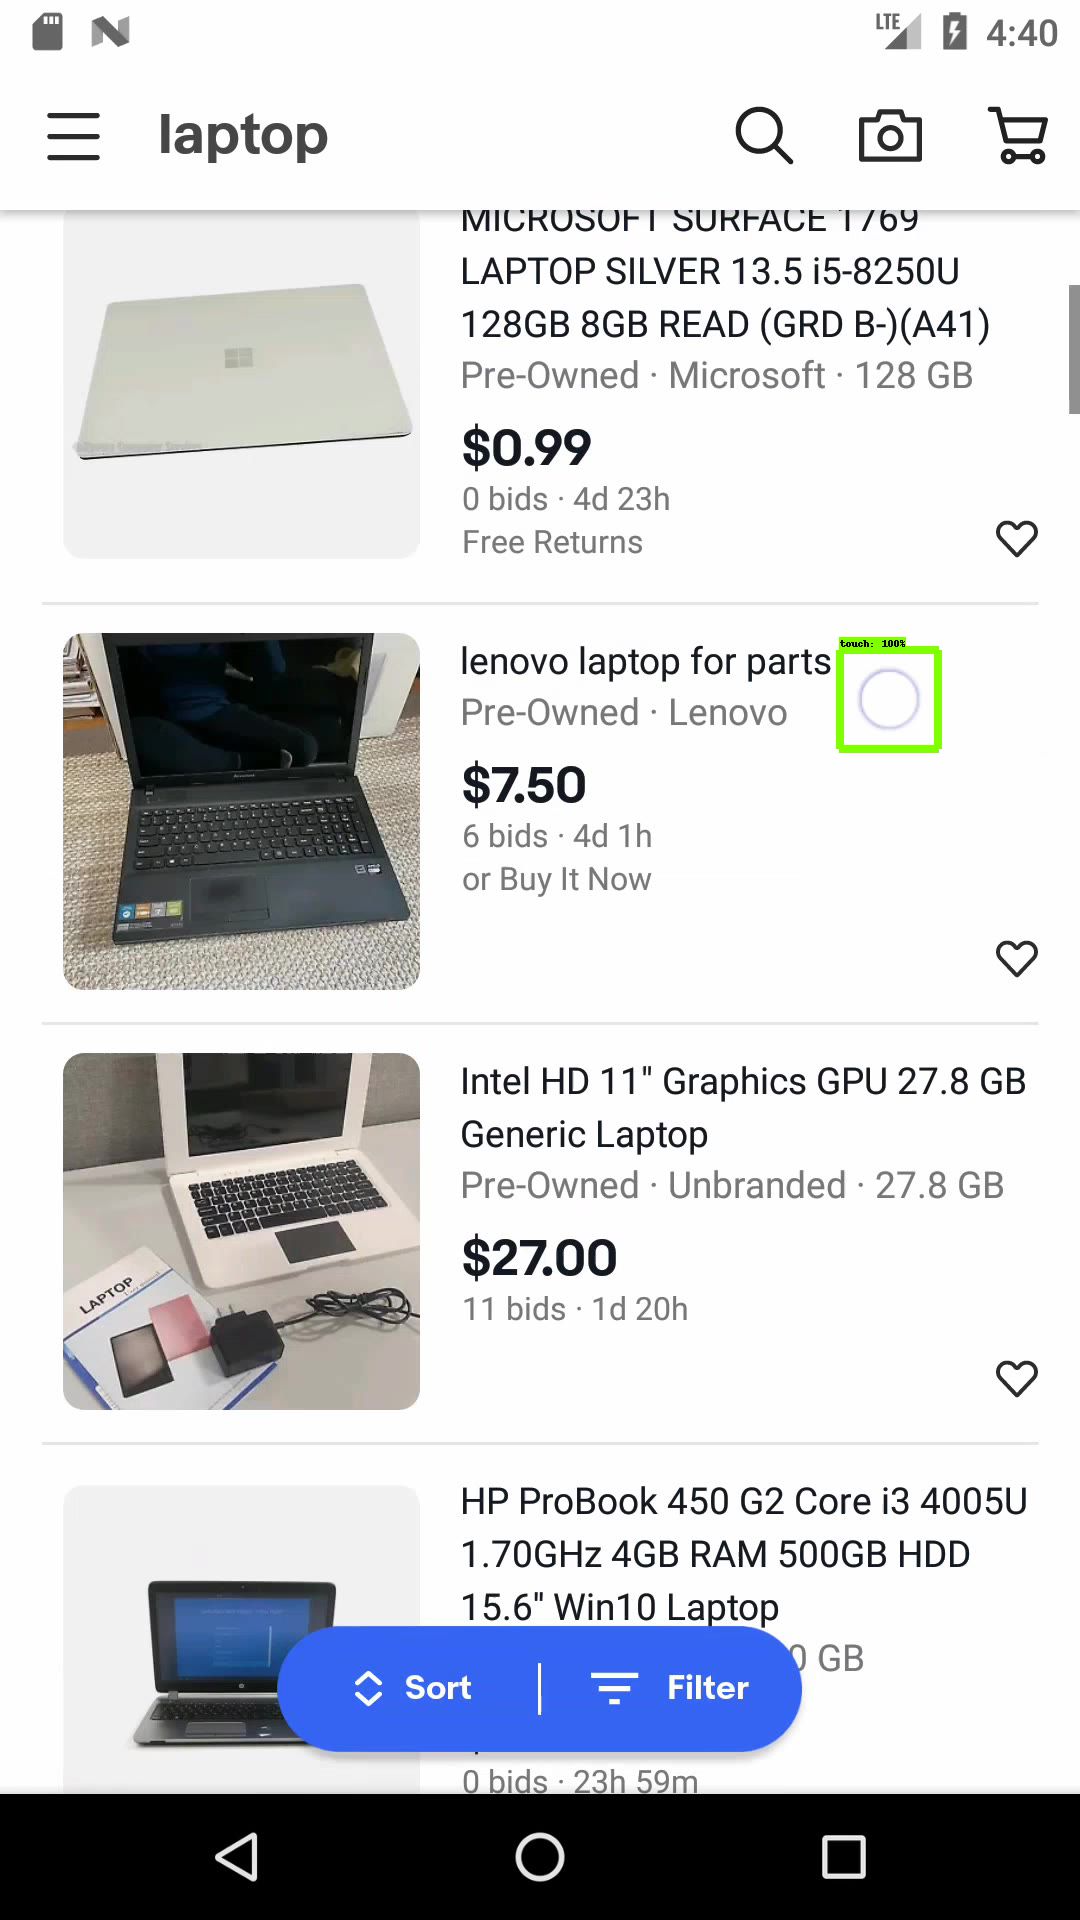 LTE 4:40
laptop
MICROSOFT SURFACE 1769
LAPTOP SILVER 13.5 i5-8250U
128GB 8GB READ (GRD B-)(A41)
Pre-Owned · Microsoft · 128 GB
$0.99
0 bids · 4d 23h
Free Returns
touch: 100%
lenovo laptop for parts
Pre-Owned · Lenovo
$7.50
6 bids · 4d 1h
or Buy It Now
Intel HD 11" Graphics GPU 27.8 GB
Generic Laptop
Pre-Owned · Unbranded · 27.8 GB
$27.00
11 bids · 1d 20h
LAPTOP
HP ProBook 450 G2 Core i3 4005U
1.70GHz 4GB RAM 500GB HDD
15.6" Win10 Laptop
0 GB
Sort
Filter
0 bids · 23h 59m